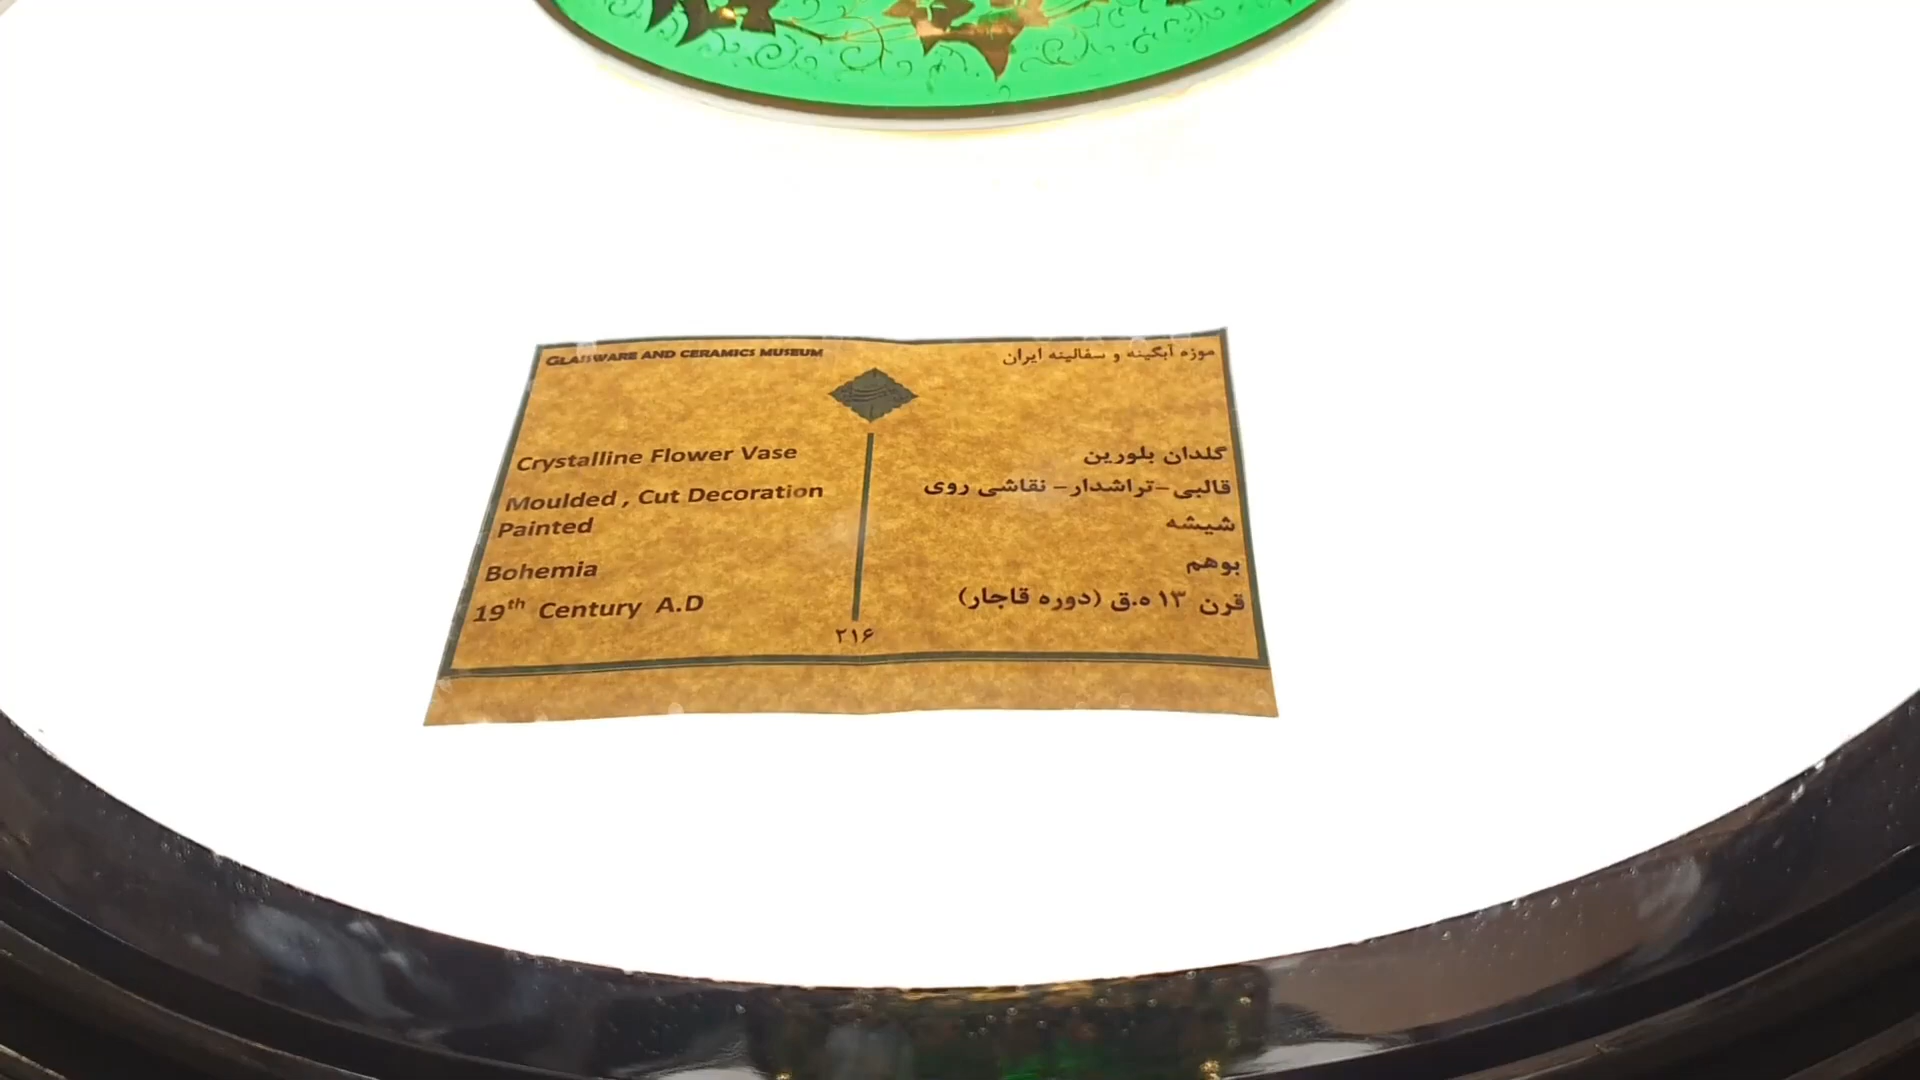 GLASSWARE AND CERAMICS MUSEUM
Crystalline Flower Vase
Moulded , Cut Decoration
Painted
Bohemia
19th Century A.D
موزه آبگینه و سفالینه ایران
گلدان بلورین
قالبی-تراشدار- نقاشی روی
شیشه
بوهم
قرن ۱۳ ه.ق (دوره قاجار)
۲۱۶